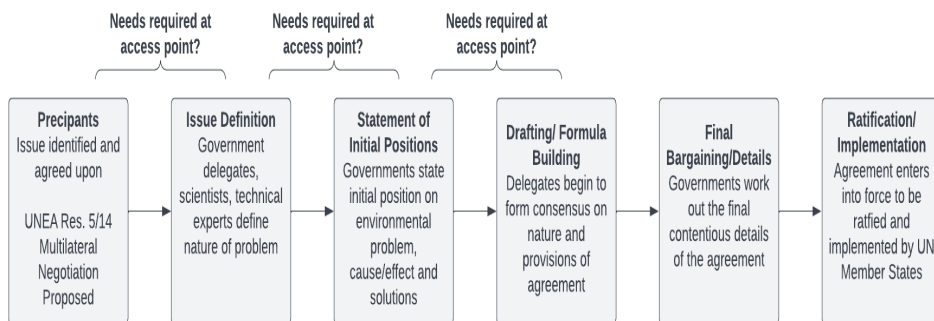 Needs required at
access point?
Needs required at
access point?
Needs required at
access point?
Precipants
Issue identified and
agreed upon
UNEA Res. 5/14
Multilateral
Negotiation
Proposed
Issue Definition
Government
delegates,
scientists, technical
experts define
nature of problem
Statement of
Initial Positions
Governments state
initial position on
environmental
problem,
cause/effect and
solutions
Drafting/ Formula
Building
Delegates begin to
form consensus on
nature and
provisions of
agreement
Final
Bargaining/Details
Governments work
out the final
contentious details
of the agreement
Ratification/
Implementation
Agreement enters
into force to be
ratfied and
implemented by UN
Member States